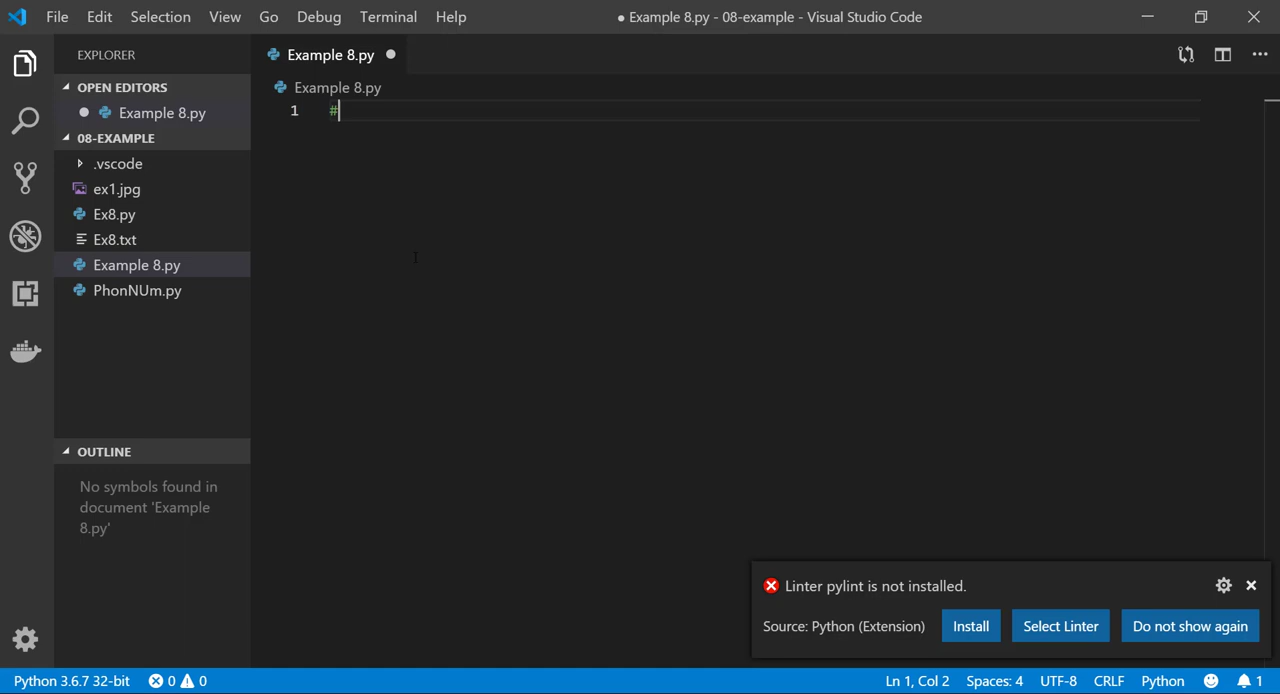 File Edit Selection View Go Debug Terminal Help
● Example 8.py - 08-example - Visual Studio Code
EXPLORER
OPEN EDITORS
Example 8.py
08-EXAMPLE
.vscode
ex1.jpg
Ex8.py
Ex8.txt
Example 8.py
PhonNUm.py
OUTLINE
No symbols found in
document 'Example
8.py'
Example 8.py
Example 8.py
1 #
Linter pylint is not installed.
Source: Python (Extension) Install Select Linter Do not show again
Python 3.6.7 32-bit 0 0 Ln 1, Col 2 Spaces: 4 UTF-8 CRLF Python 1